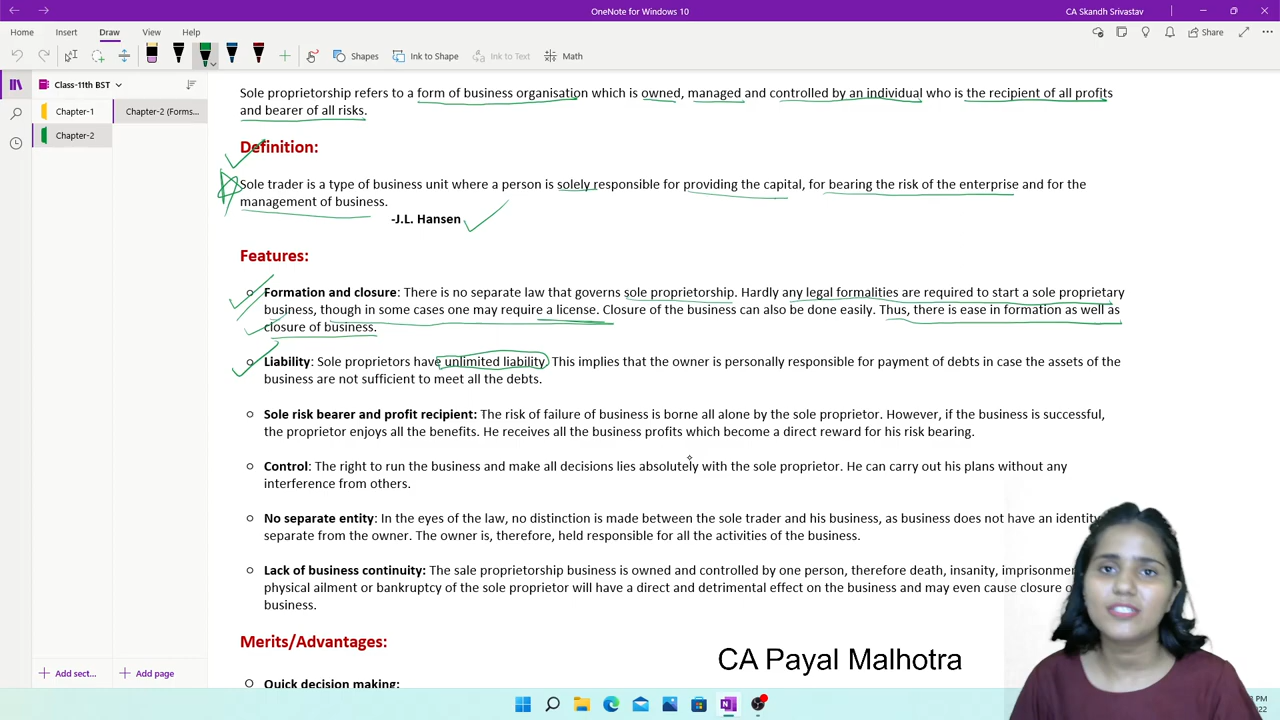 OneNote for Windows 10
CA Skandh Srivastav
Home Insert Draw View Help
Share
Shapes Ink to Shape Ink to Text Math
Class-11th BST
Chapter-1
Chapter-2
Chapter-2 (Forms...
Sole proprietorship refers to a form of business organisation which is owned, managed and controlled by an individual who is the recipient of all profits
and bearer of all risks.
Definition:
Sole trader is a type of business unit where a person is solely responsible for providing the capital, for bearing the risk of the enterprise and for the
management of business.
-J.L. Hansen
Features:
Formation and closure: There is no separate law that governs sole proprietorship. Hardly any legal formalities are required to start a sole proprietary
business, though in some cases one may require a license. Closure of the business can also be done easily. Thus, there is ease in formation as well as
closure of business.
Liability: Sole proprietors have unlimited liability. This implies that the owner is personally responsible for payment of debts in case the assets of the
business are not sufficient to meet all the debts.
Sole risk bearer and profit recipient: The risk of failure of business is borne all alone by the sole proprietor. However, if the business is successful,
the proprietor enjoys all the benefits. He receives all the business profits which become a direct reward for his risk bearing.
Control: The right to run the business and make all decisions lies absolutely with the sole proprietor. He can carry out his plans without any
interference from others.
No separate entity: In the eyes of the law, no distinction is made between the sole trader and his business, as business does not have an identity
separate from the owner. The owner is, therefore, held responsible for all the activities of the business.
Lack of business continuity: The sale proprietorship business is owned and controlled by one person, therefore death, insanity,
physical ailment or bankruptcy of the sole proprietor will have a direct and detrimental effect on the business and may even cause closure
business.
Merits/Advantages:
Quick decision making:
CA Payal Malhotra
Add sect... Add page